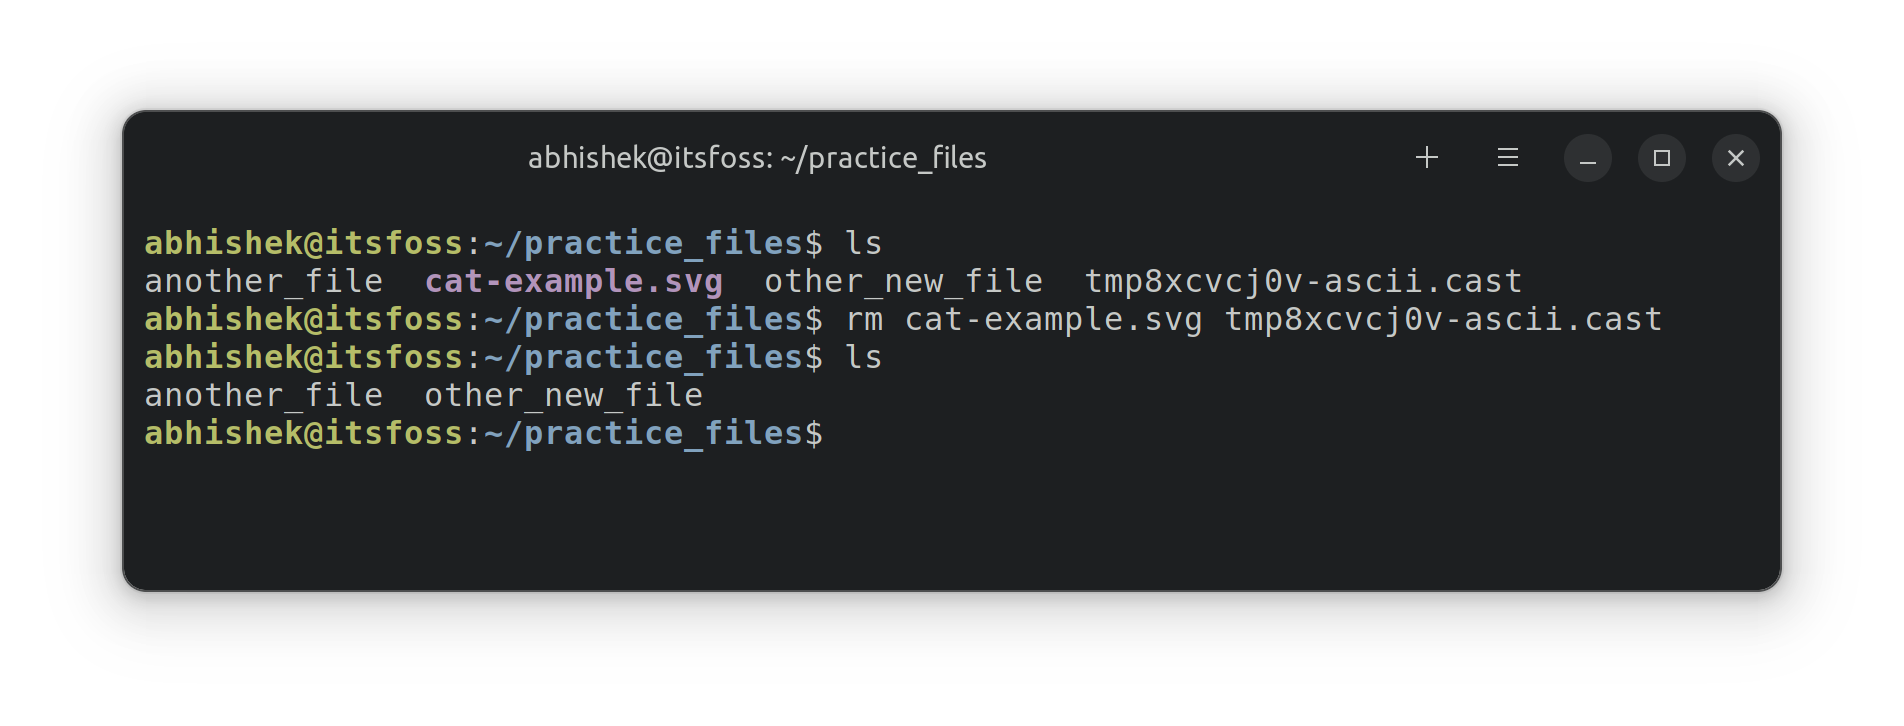 abhishek@itsfoss: ~/practice_files
abhishek@itsfoss:~/practice_files$ ls
another_file  cat-example.svg  other_new_file  tmp8xcvcj0v-ascii.cast
abhishek@itsfoss:~/practice_files$ rm cat-example.svg tmp8xcvcj0v-ascii.cast
abhishek@itsfoss:~/practice_files$ ls
another_file  other_new_file
abhishek@itsfoss:~/practice_files$